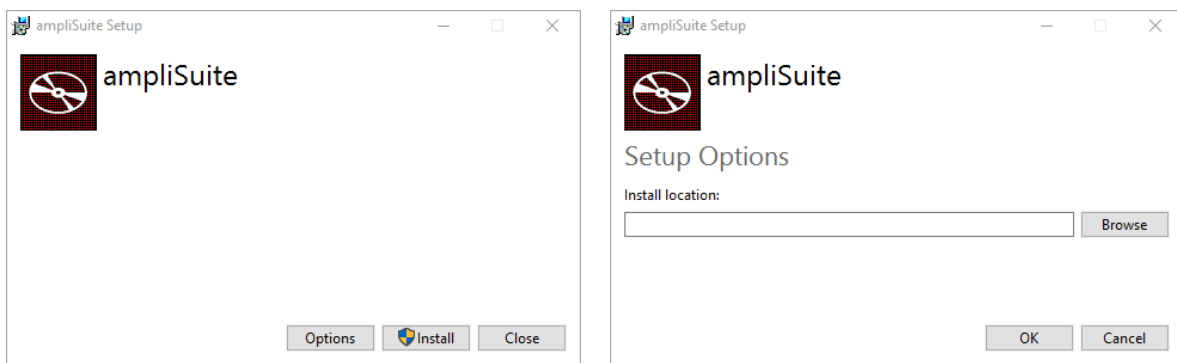 ampliSuite Setup
ampliSuite
Options
Install
Close
ampliSuite Setup
ampliSuite
Setup Options
Install location:
Browse
OK
Cancel